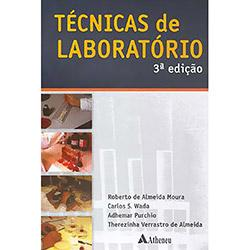 TÉCNICAS de
LABORATÓRIO
3ª edição
Roberto de Almeida Moura
Carlos S. Wada
Adhemar Purchio
Therezinha Verrastro de Almeida
Atheneu